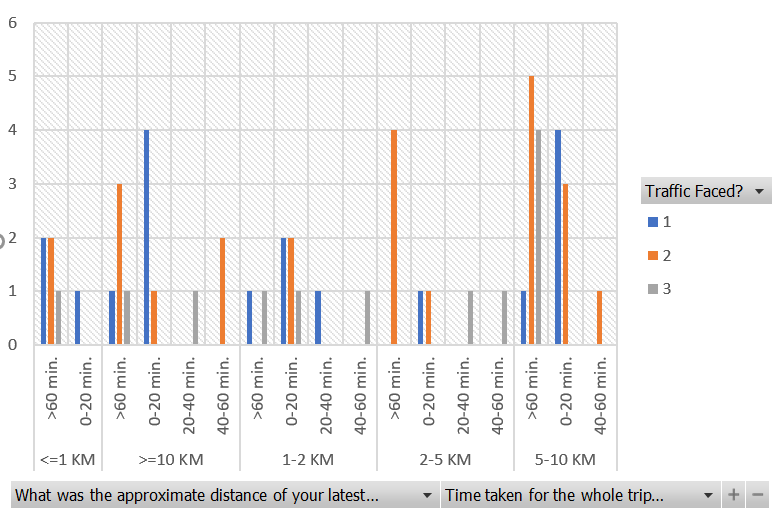 6
5
4
3
2
1
0
Traffic Faced?
1
2
3
>60 min.
0-20 min.
>60 min.
0-20 min.
20-40 min.
40-60 min.
>60 min.
0-20 min.
20-40 min.
40-60 min.
>60 min.
0-20 min.
20-40 min.
40-60 min.
>60 min.
0-20 min.
40-60 min.
<=1 KM
>=10 KM
1-2 KM
2-5 KM
5-10 KM
What was the approximate distance of your latest...
Time taken for the whole trip...